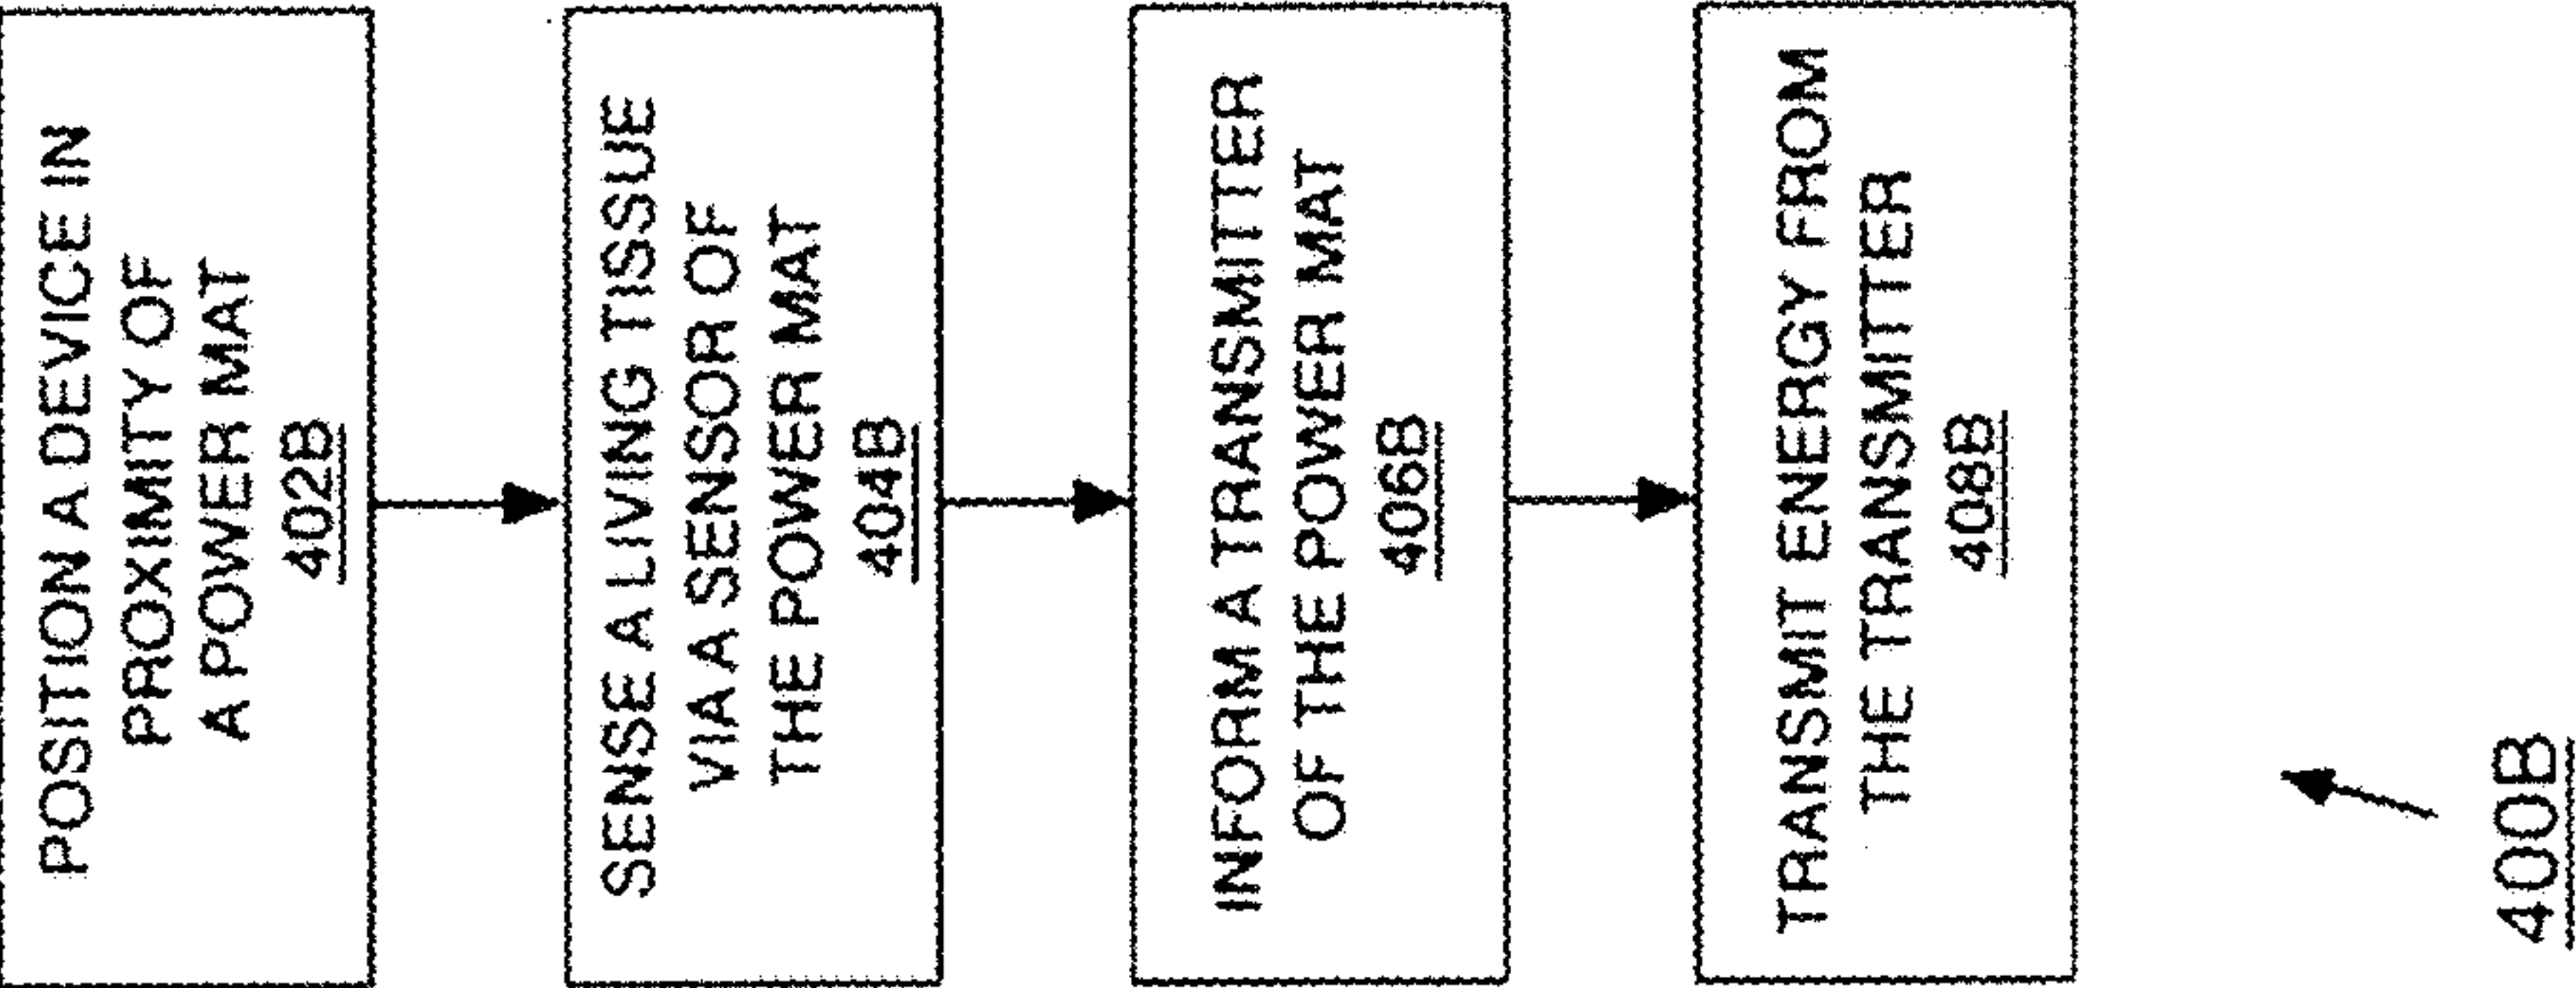 POSITION A DEVICE IN
PROXIMITY OF
A POWER MAT
402B
SENSE A LIVING TISSUE
VIA A SENSOR OF
THE POWER MAT
404B
INFORM A TRANSMITTER
OF THE POWER MAT
406B
TRANSMIT ENERGY FROM
THE TRANSMITTER
408B
400B